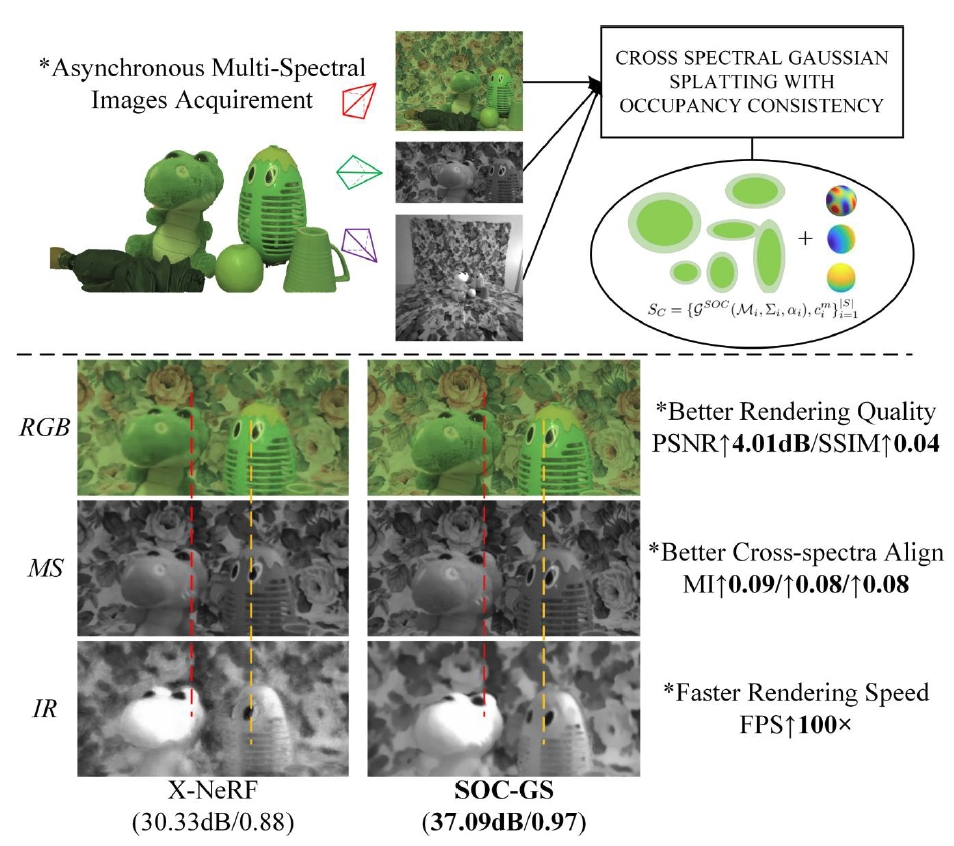 *Asynchronous Multi-Spectral
Images Acquirement
CROSS SPECTRAL GAUSSIAN
SPLATTING WITH
OCCUPANCY CONSISTENCY
+
$S_C = \{\mathcal{G}^{SOC}(\mathcal{M}_i, \Sigma_i, \alpha_i), c_i^m\}_{i=1}^{|S|}$
RGB
*Better Rendering Quality
PSNR↑4.01dB/SSIM↑0.04
MS
*Better Cross-spectra Align
MI↑0.09/↑0.08/↑0.08
IR
*Faster Rendering Speed
FPS↑100×
X-NeRF
(30.33dB/0.88)
SOC-GS
(37.09dB/0.97)